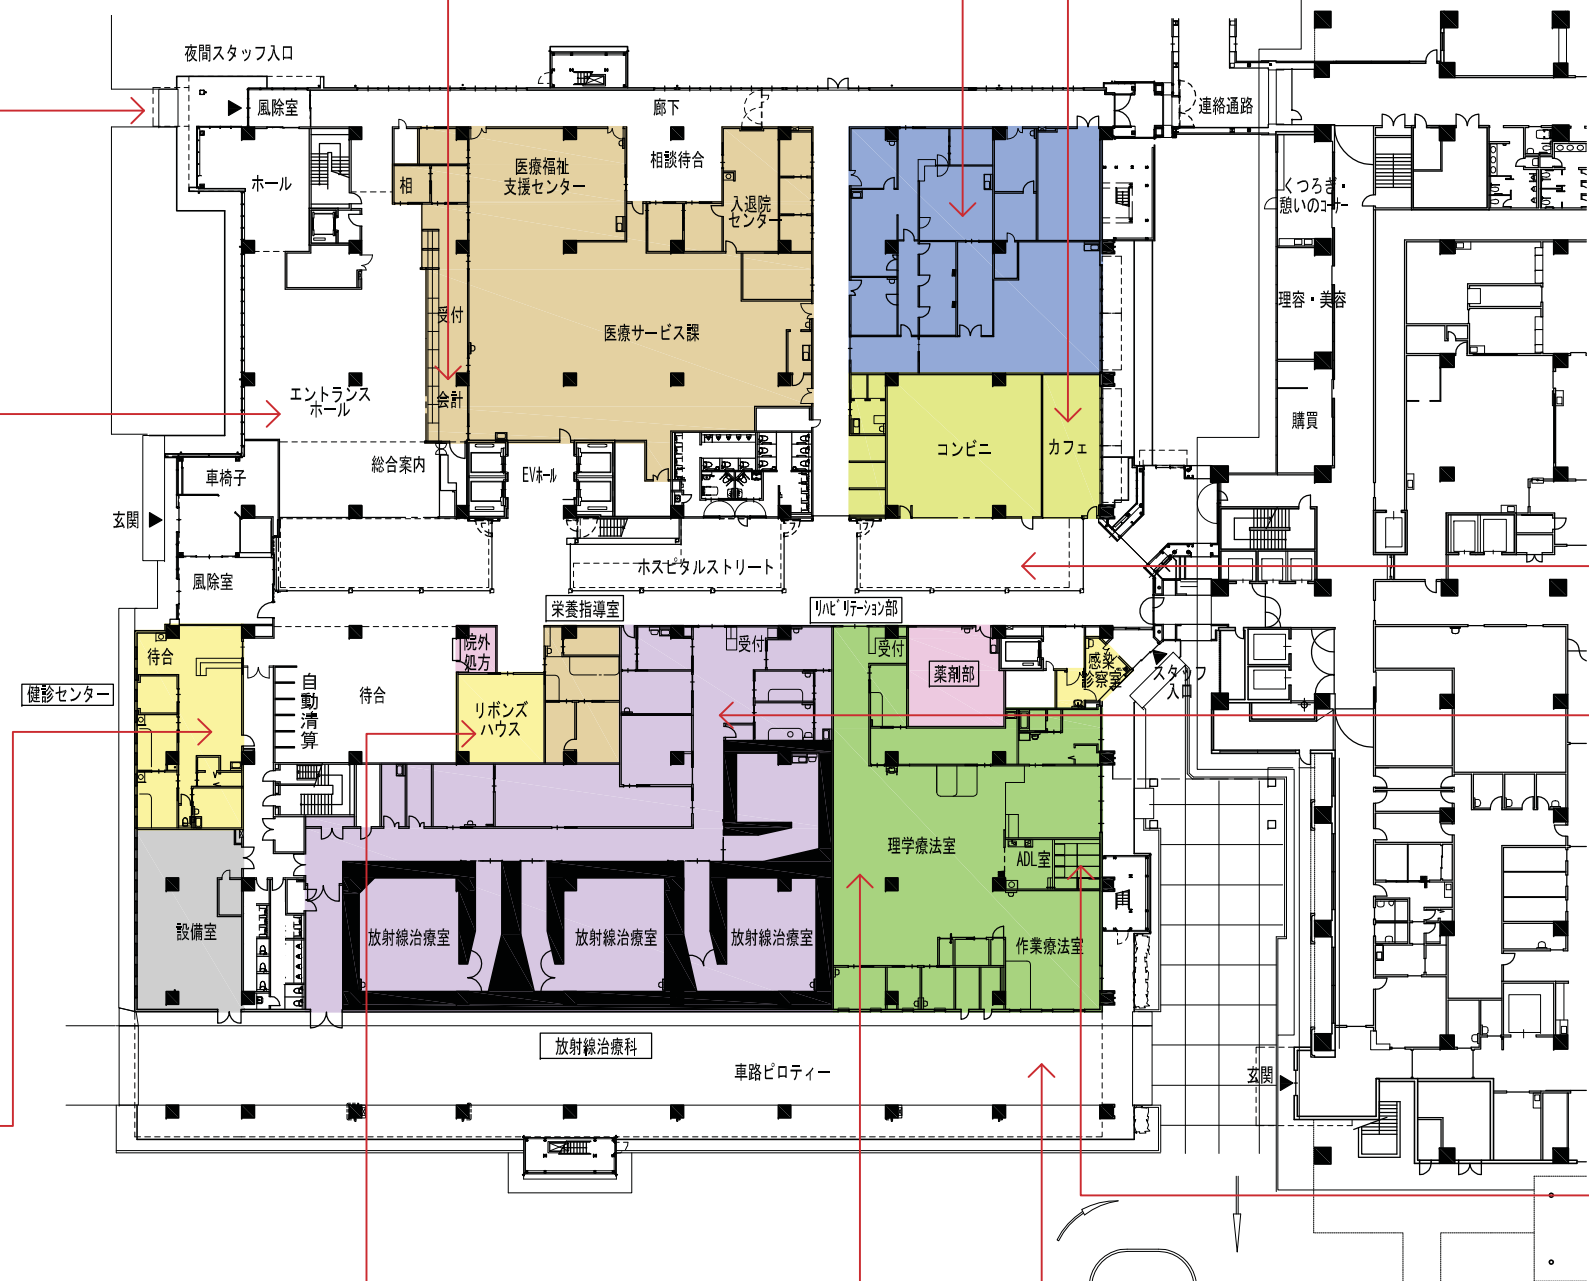 夜間スタッフ入口
風除室
廊下
連絡通路
医療福祉
支援センター
相談待合
相
ホール
入退院
センター
くつろぎ・
憩いのコーナー
受付
医療サービス課
理容・美容
エントランス
ホール
会計
購買
コンビニ
カフェ
総合案内
EVホール
車椅子
玄関
ホスピタルストリート
風除室
栄養指導室
リハビリテーション部
待合
院外
処方
受付
受付
薬剤部
感染
診察室
スタッフ
入口
健診センター
自動清算
待合
リボンズ
ハウス
理学療法室
ADL室
設備室
放射線治療室
放射線治療室
放射線治療室
作業療法室
放射線治療科
車路ピロティー
玄関